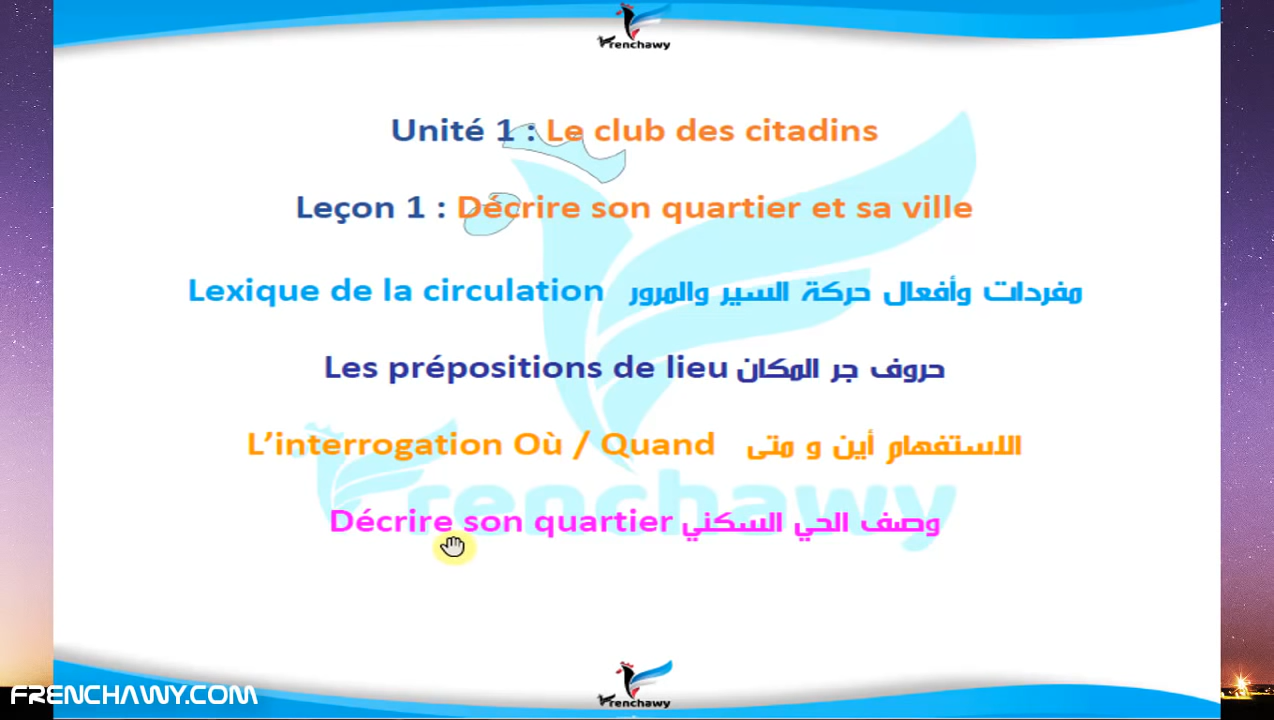 Frenchawy
Unité 1 : Le club des citadins
Leçon 1 : Décrire son quartier et sa ville
Lexique de la circulation مفردات وأفعال حركة السير والمرور
Les prépositions de lieu حروف جر المكان
L'interrogation Où / Quand الاستفهام أين و متى
Frenchawy
Décrire son quartier وصف الحي السكني
Frenchawy
FRENCHAWY.COM